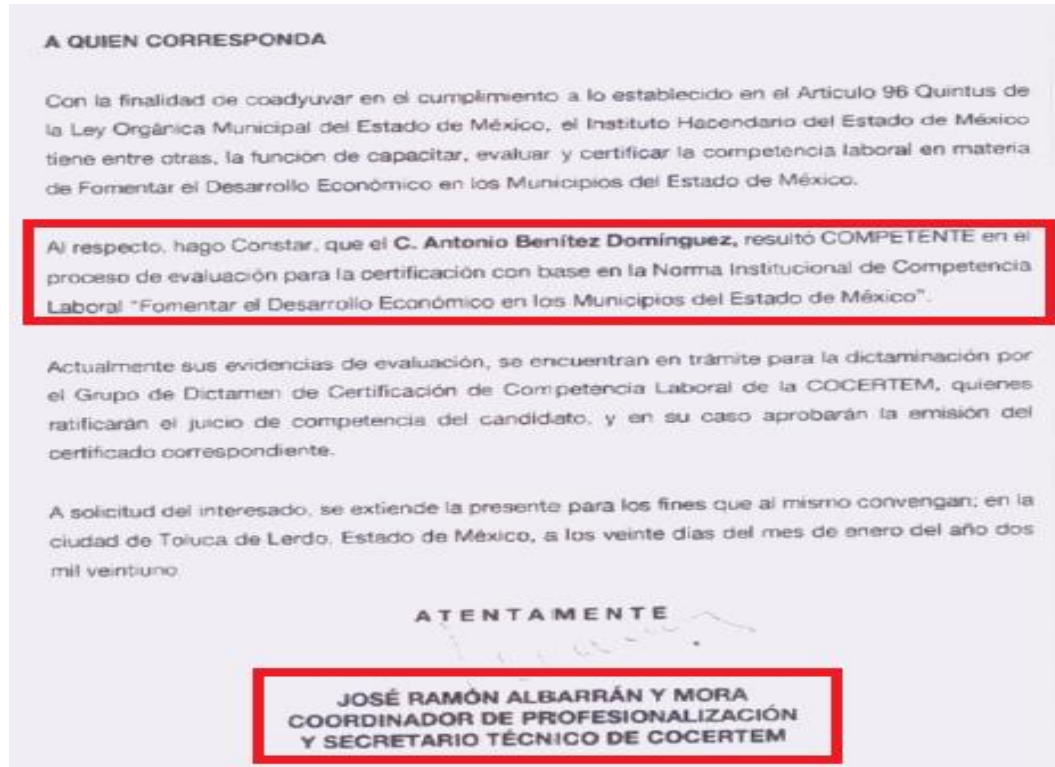 A QUIEN CORRESPONDA
Con la finalidad de coadyuvar en el cumplimiento a lo establecido en el Artículo 96 Quintus de
la Ley Orgánica Municipal del Estado de México, el Instituto Hacendario del Estado de México
tiene entre otras, la función de capacitar, evaluar y certificar la competencia laboral en materia
de Fomentar el Desarrollo Económico en los Municipios del Estado de México.
Al respecto, hago Constar, que el C. Antonio Benítez Domínguez, resultó COMPETENTE en el
proceso de evaluación para la certificación con base en la Norma Institucional de Competencia
Laboral "Fomentar el Desarrollo Económico en los Municipios del Estado de México".
Actualmente sus evidencias de evaluación, se encuentran en trámite para la dictaminación por
el Grupo de Dictamen de Certificación de Competencia Laboral de la COCERTEM, quienes
ratificarán el juicio de competencia del candidato, y en su caso aprobarán la emisión del
certificado correspondiente.
A solicitud del interesado, se extiende la presente para los fines que al mismo convengan; en la
ciudad de Toluca de Lerdo, Estado de México, a los veinte días del mes de enero del año dos
mil veintiuno
ATENTAMENTE
JOSÉ RAMÓN ALBARRÁN Y MORA
COORDINADOR DE PROFESIONALIZACIÓN
Y SECRETARIO TÉCNICO DE COCERTEM